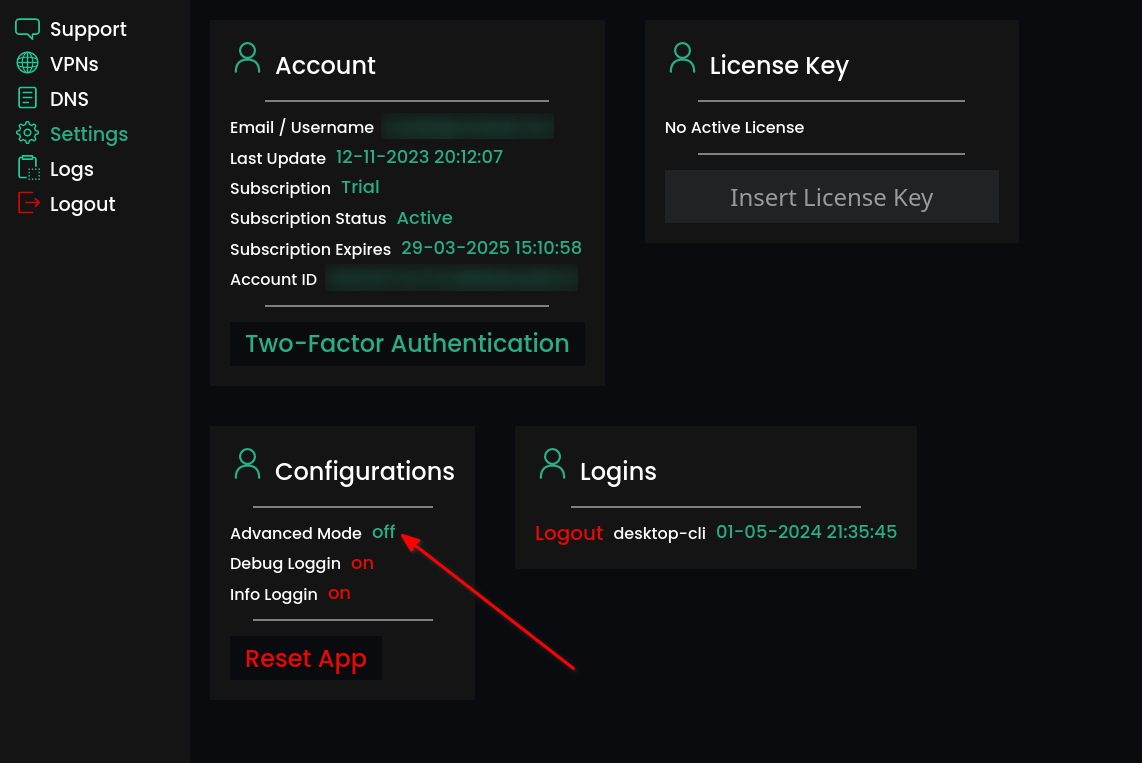 Support
VPNs
DNS
Settings
Logs
Logout
Account
Email / Username
Last Update 12-11-2023 20:12:07
Subscription Trial
Subscription Status Active
Subscription Expires 29-03-2025 15:10:58
Account ID
Two-Factor Authentication
License Key
No Active License
Insert License Key
Configurations
Advanced Mode off
Debug Loggin on
Info Loggin on
Reset App
Logins
Logout desktop-cli 01-05-2024 21:35:45